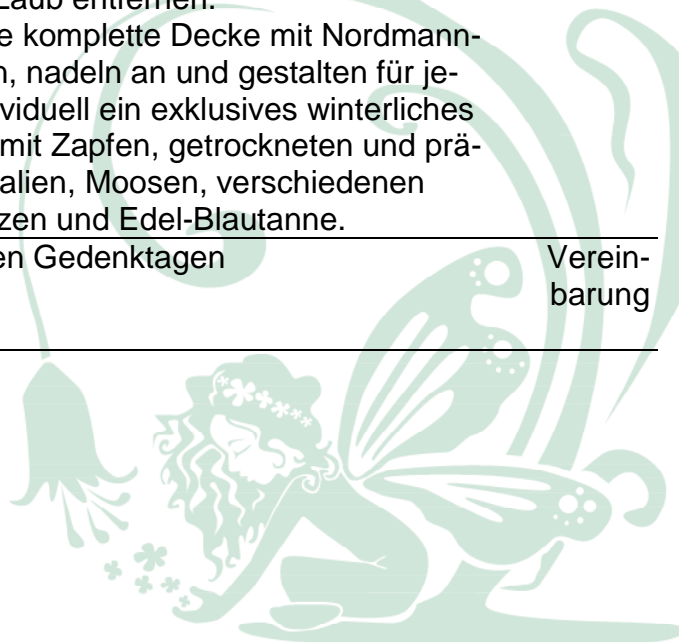 Laub entfernen.
e komplette Decke mit Nordmann-
n, nadeln an und gestalten für je-
viduell ein exklusives winterliches
mit Zapfen, getrockneten und prä-
alien, Moosen, verschiedenen
zen und Edel-Blautanne.
en Gedenktagen Verein-
barung